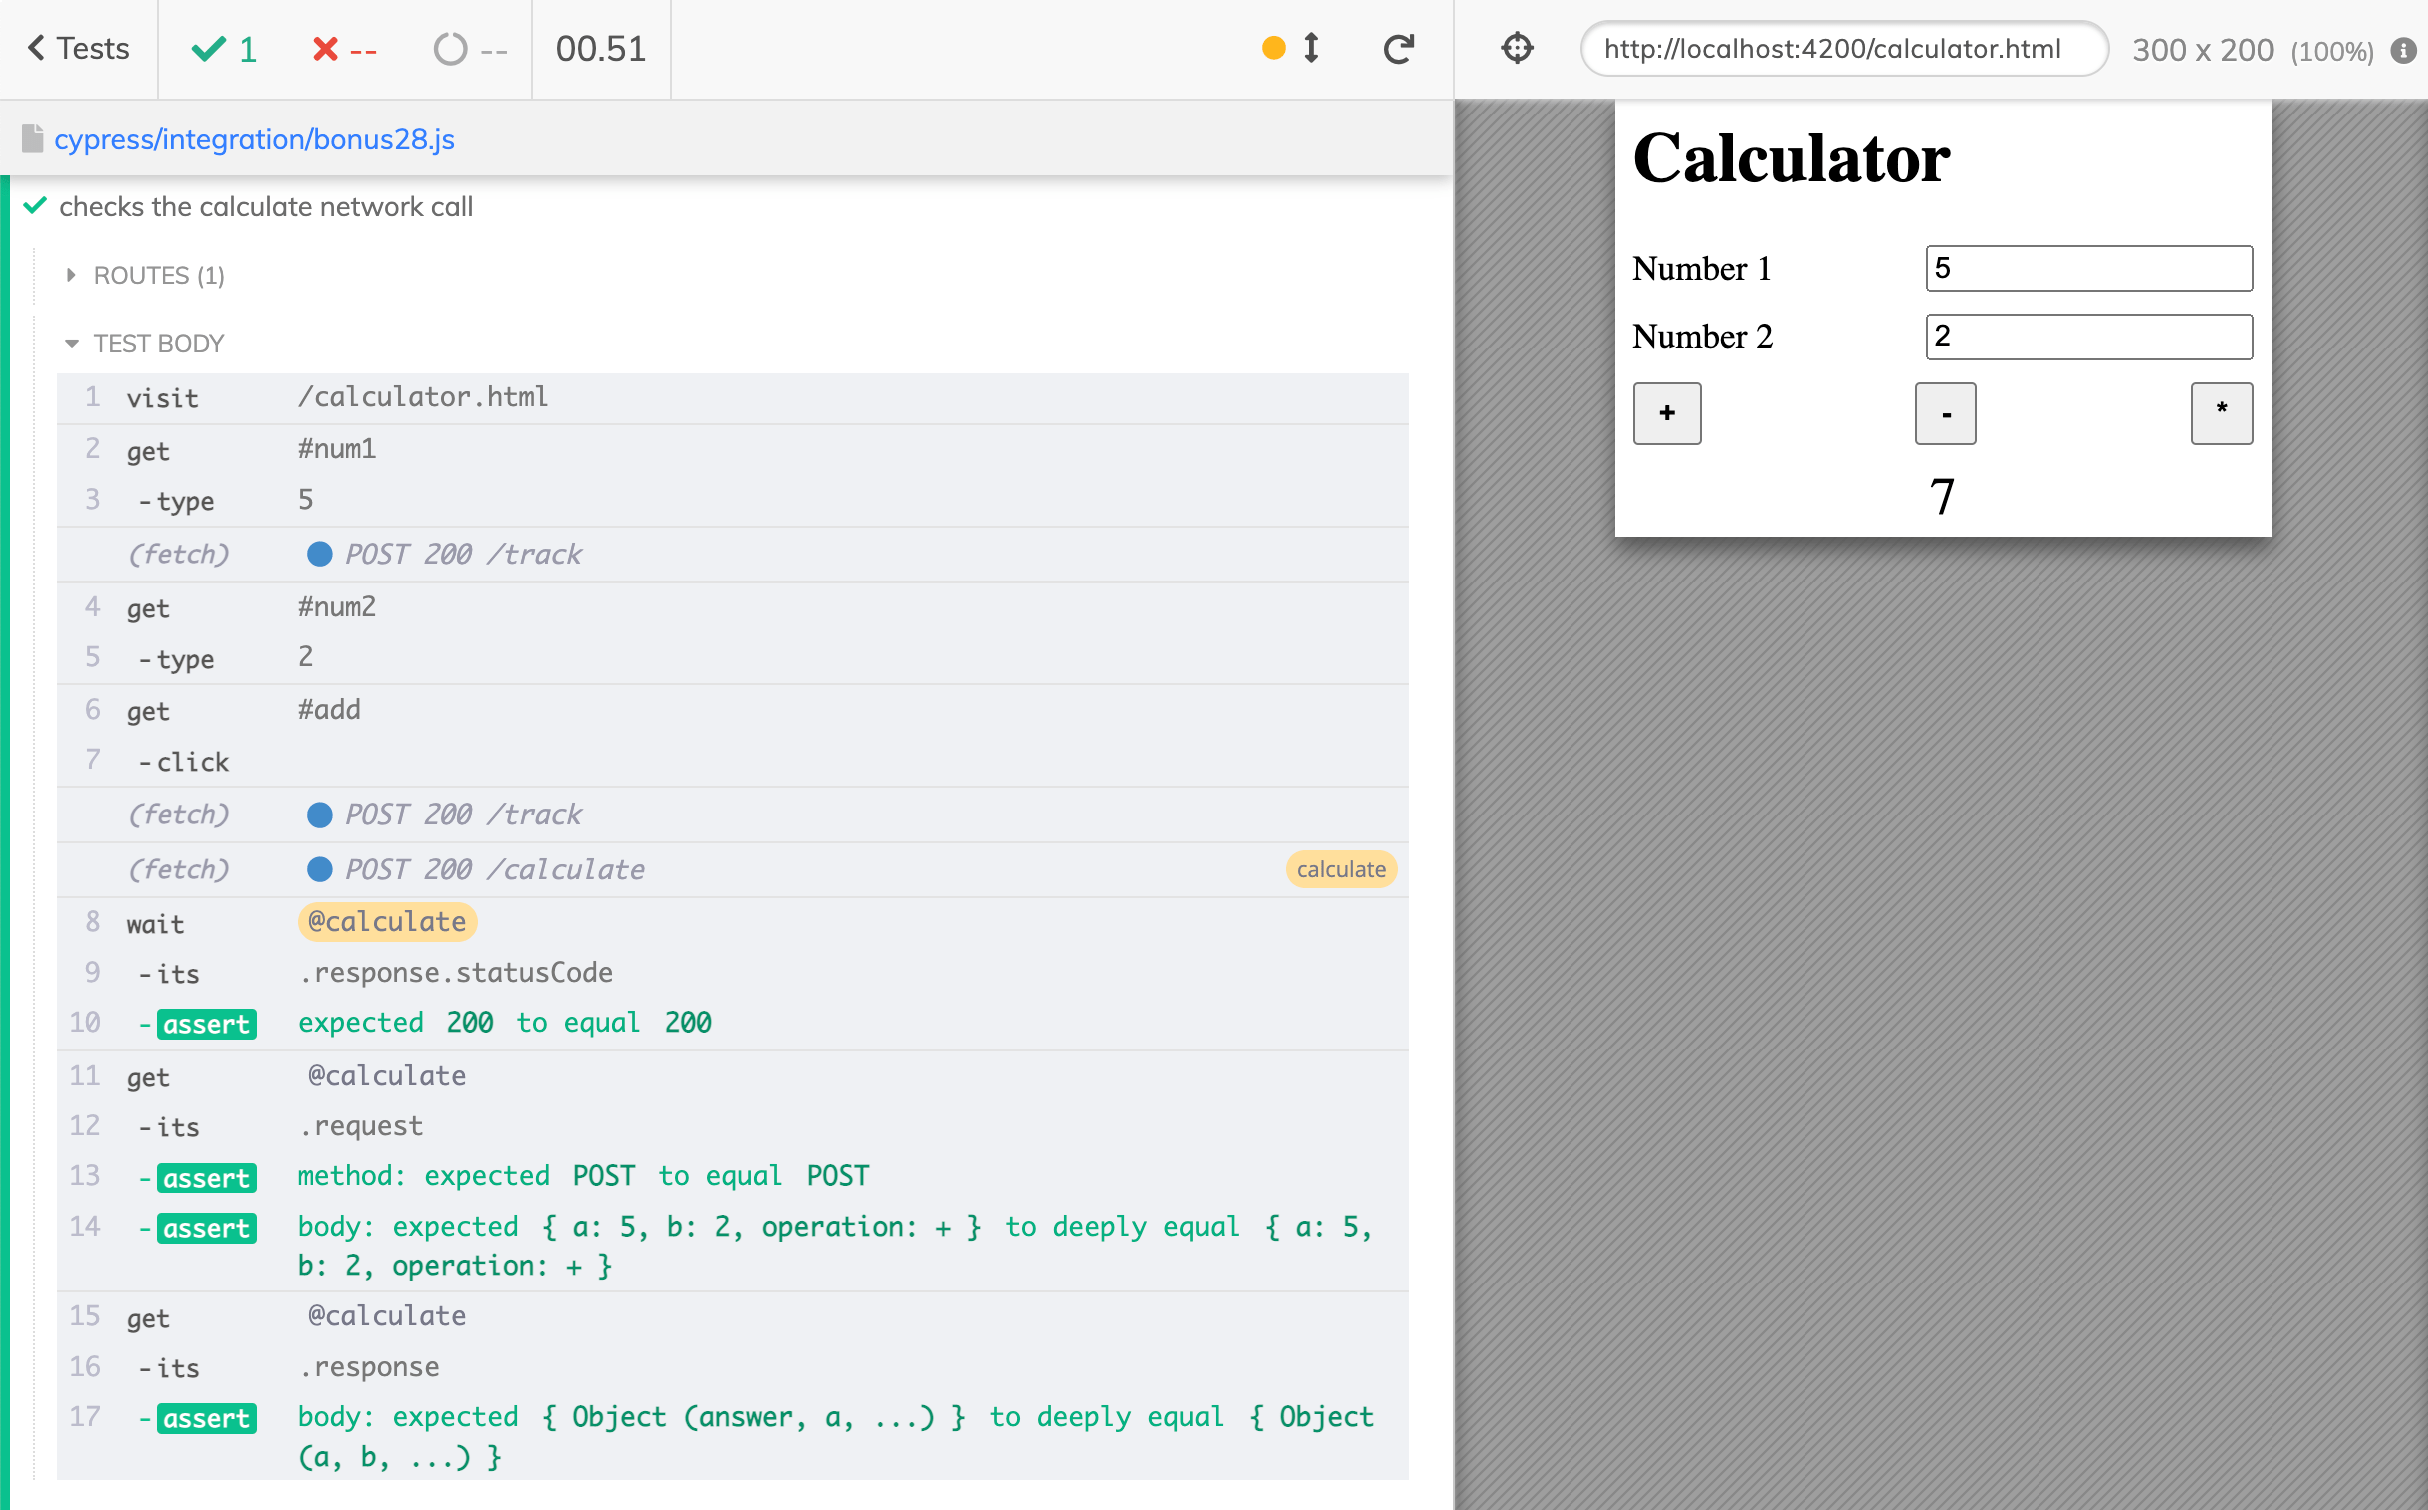 Tests 1 -- -- 00.51
cypress/integration/bonus28.js
checks the calculate network call
ROUTES (1)
TEST BODY
1 visit /calculator.html
2 get #num1
3 -type 5
(fetch) POST 200 /track
4 get #num2
5 -type 2
6 get #add
7 -click
(fetch) POST 200 /track
(fetch) POST 200 /calculate calculate
8 wait @calculate
9 -its .response.statusCode
10 -assert expected 200 to equal 200
11 get @calculate
12 -its .request
13 -assert method: expected POST to equal POST
14 -assert body: expected { a: 5, b: 2, operation: + } to deeply equal { a: 5,
b: 2, operation: + }
15 get @calculate
16 -its .response
17 -assert body: expected { Object (answer, a, ...) } to deeply equal { Object
(a, b, ...) }
http://localhost:4200/calculator.html 300 x 200 (100%)
Calculator
Number 1 5
Number 2 2
+ - *
7